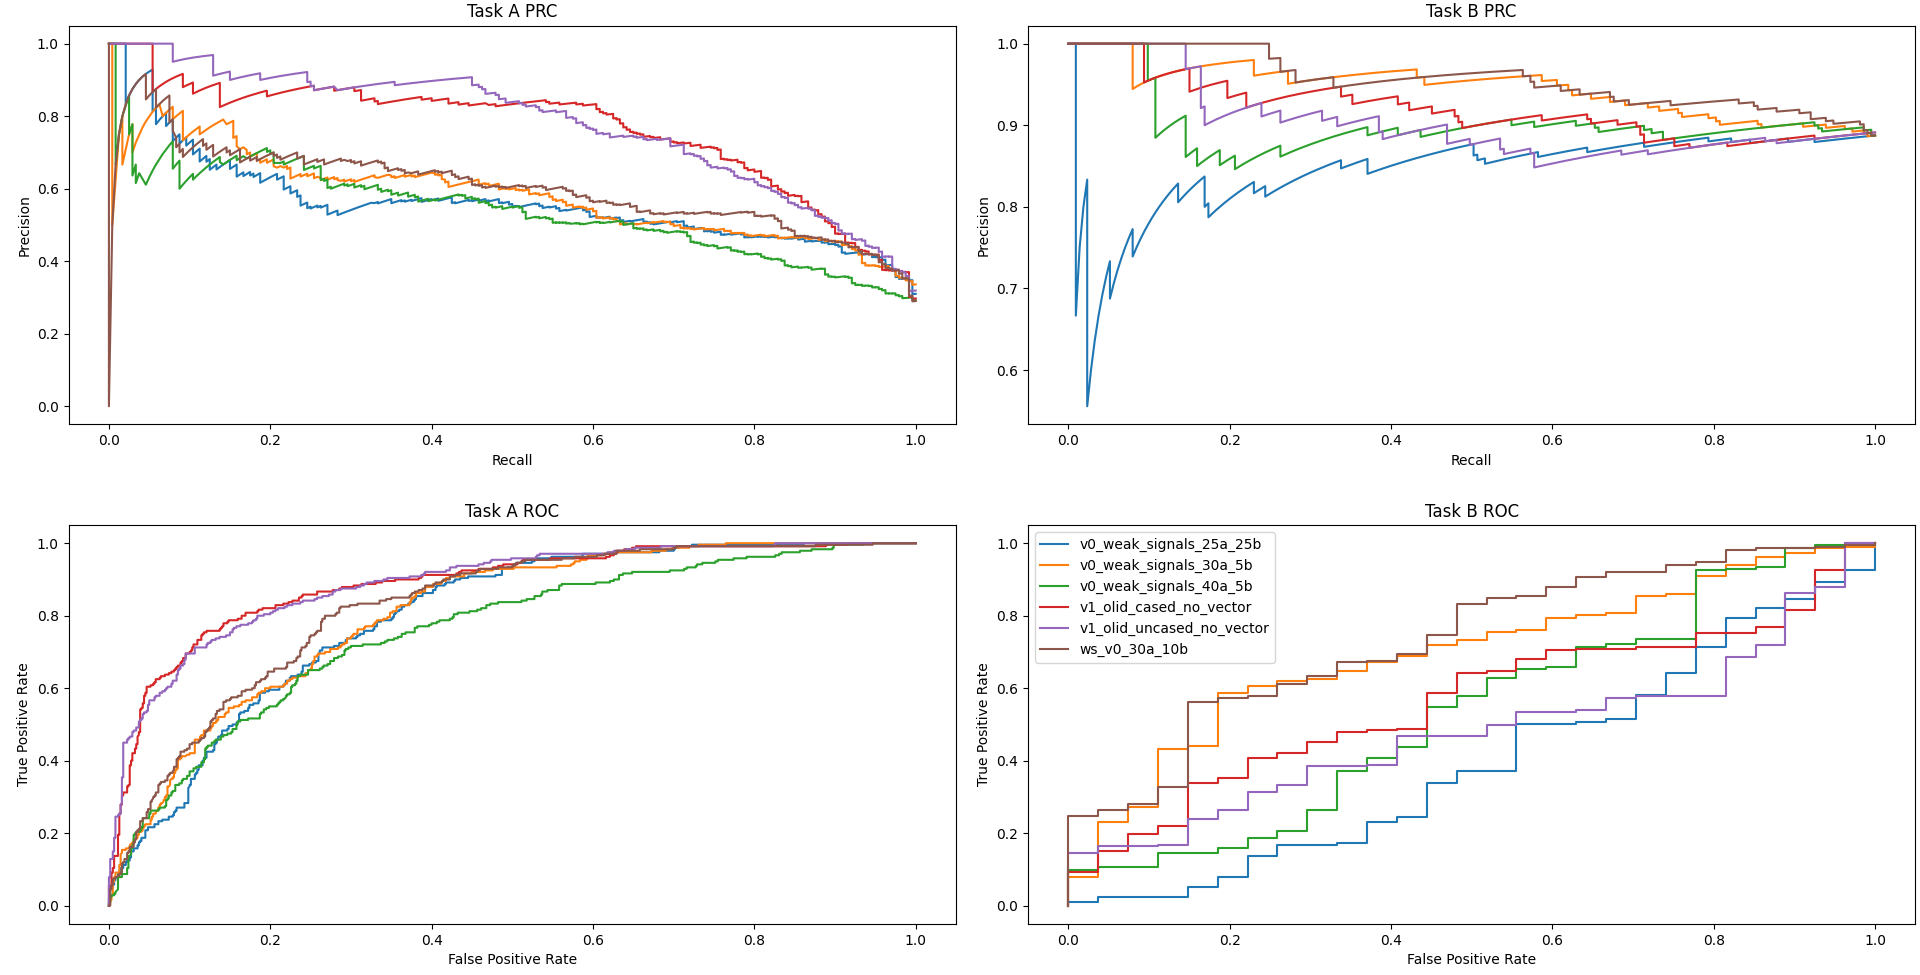 Task A PRC
1.0
0.8
0.6
0.4
0.2
0.0
Precision
0.0 0.2 0.4 0.6 0.8 1.0
Recall
Task B PRC
1.0
0.9
0.8
0.7
0.6
Precision
0.0 0.2 0.4 0.6 0.8 1.0
Recall
Task A ROC
1.0
0.8
0.6
0.4
0.2
0.0
True Positive Rate
0.0 0.2 0.4 0.6 0.8 1.0
False Positive Rate
Task B ROC
1.0
0.8
0.6
0.4
0.2
0.0
True Positive Rate
v0_weak_signals_25a_25b
v0_weak_signals_30a_5b
v0_weak_signals_40a_5b
v1_olid_cased_no_vector
v1_olid_uncased_no_vector
ws_v0_30a_10b
0.0 0.2 0.4 0.6 0.8 1.0
False Positive Rate